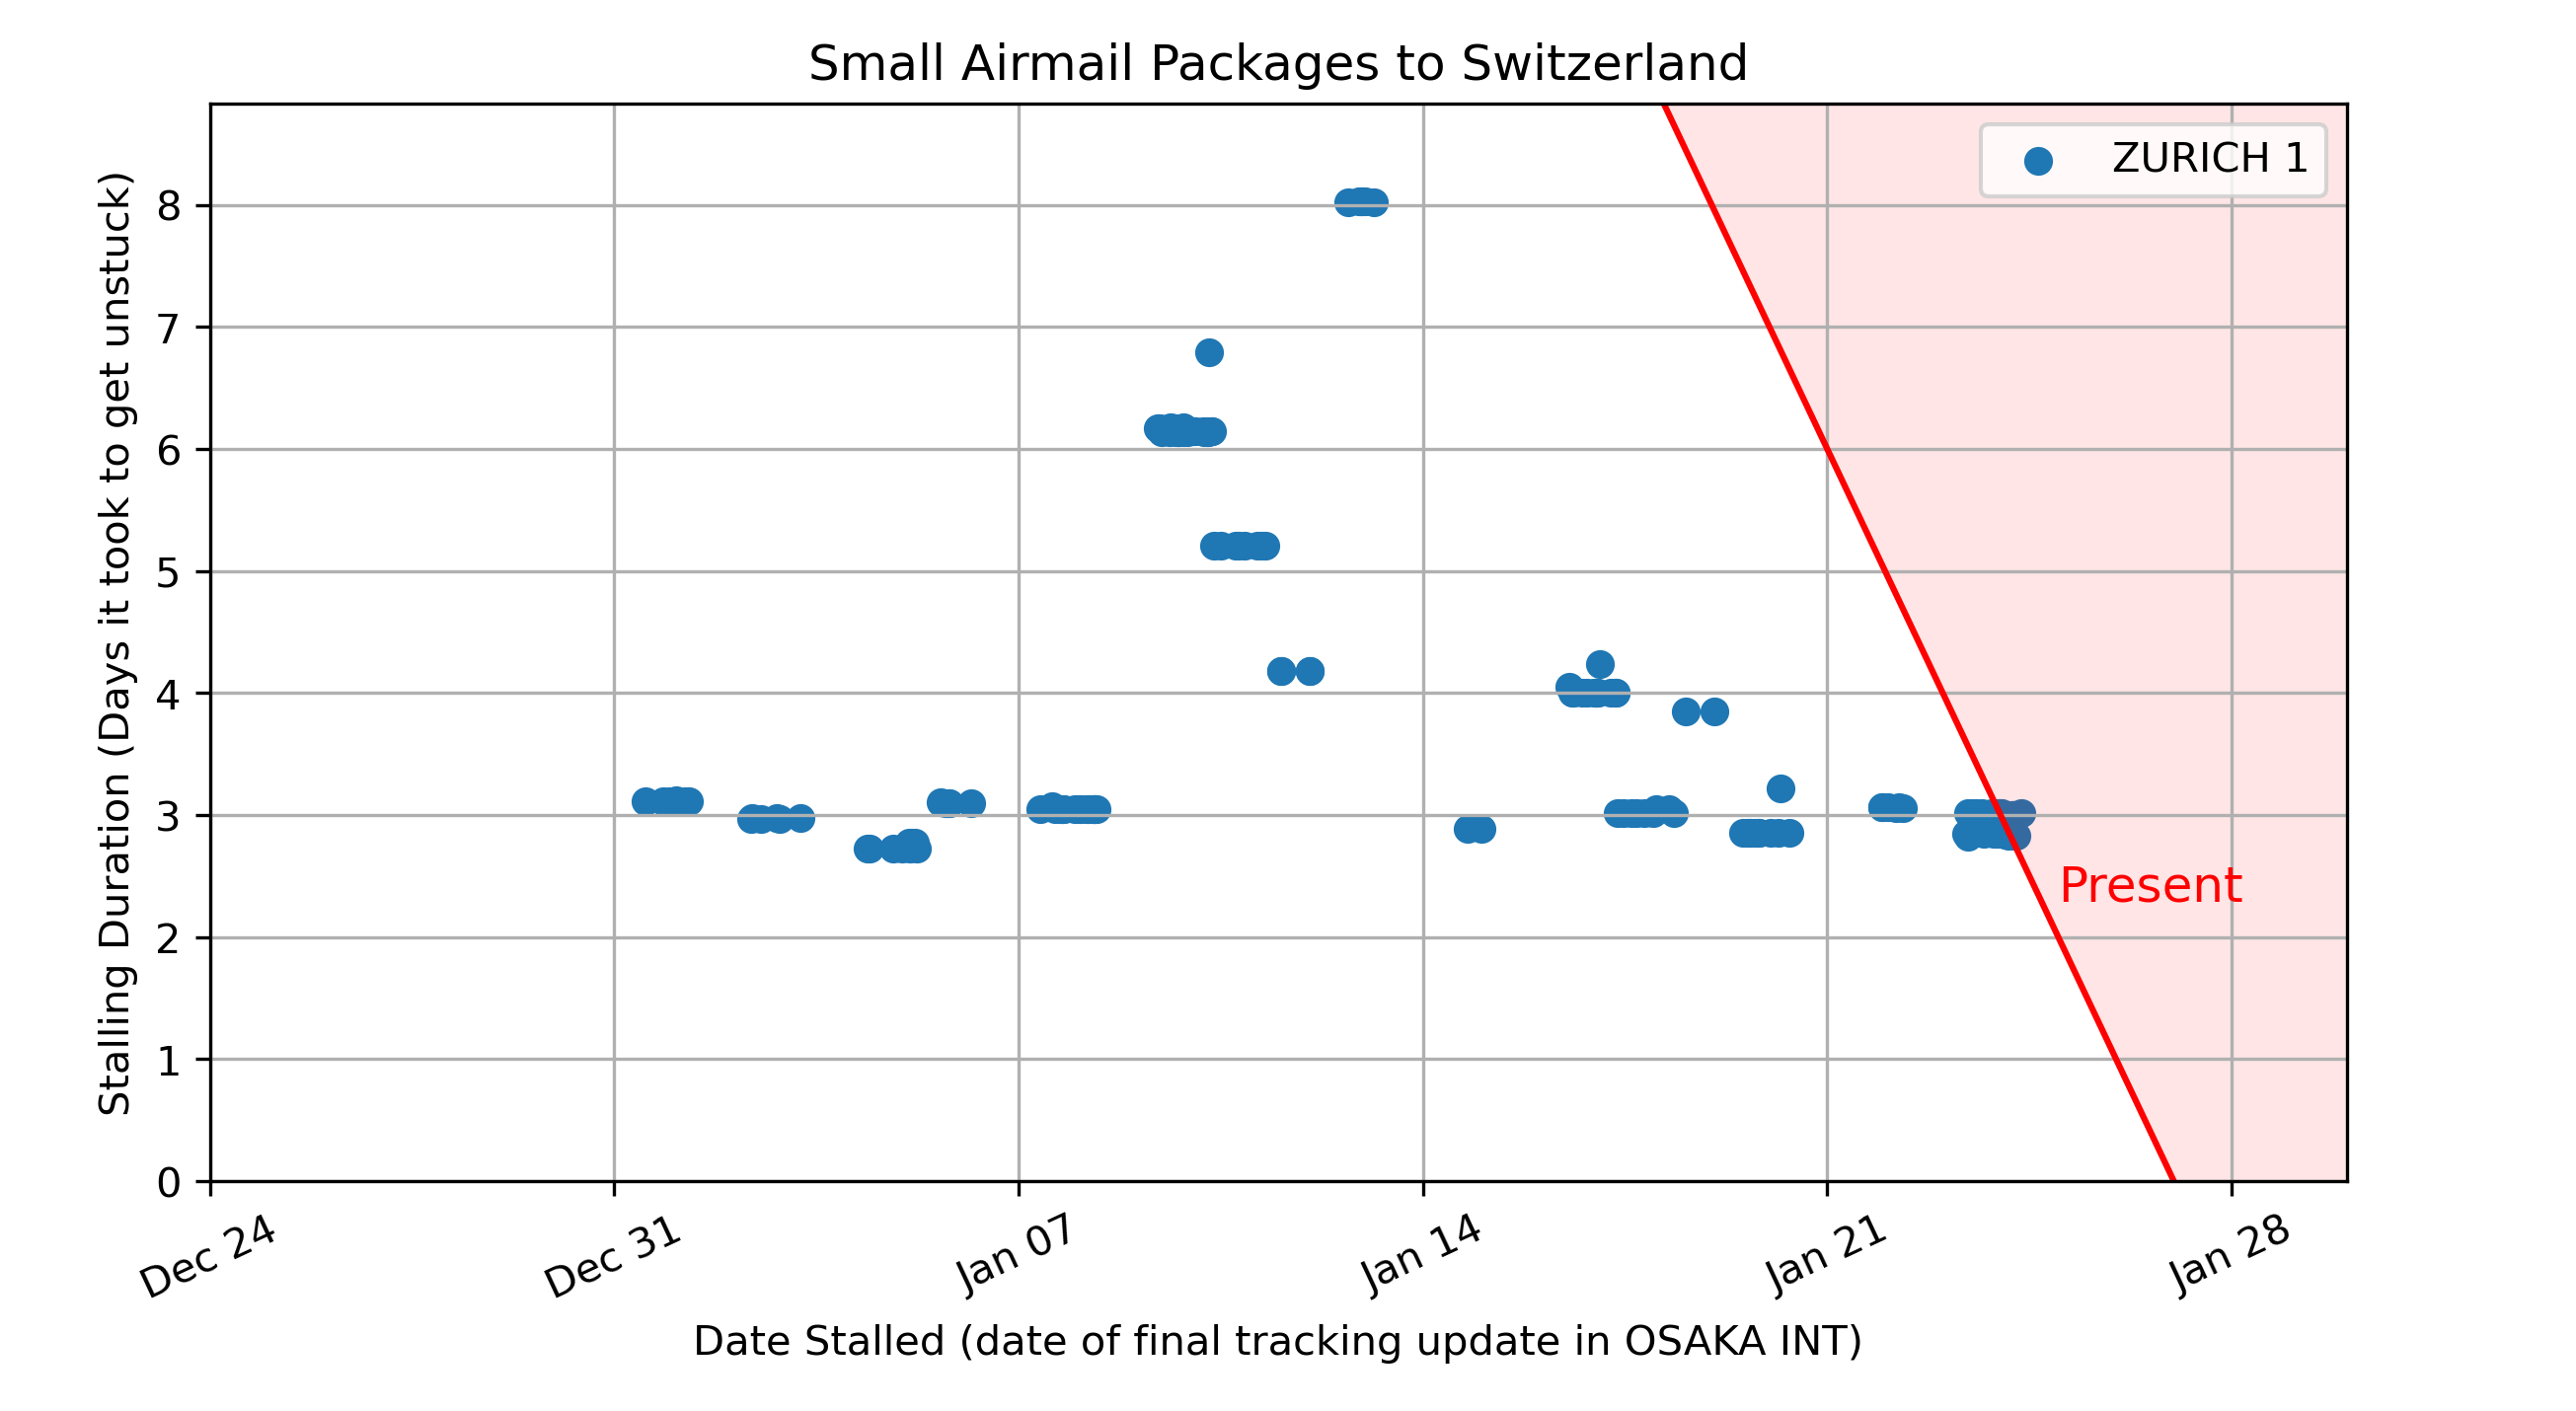 Small Airmail Packages to Switzerland
ZURICH 1
Stalling Duration (Days it took to get unstuck)
8
7
6
5
4
3
2
1
0
Present
Dec 24
Dec 31
Jan 07
Jan 14
Jan 21
Jan 28
Date Stalled (date of final tracking update in OSAKA INT)